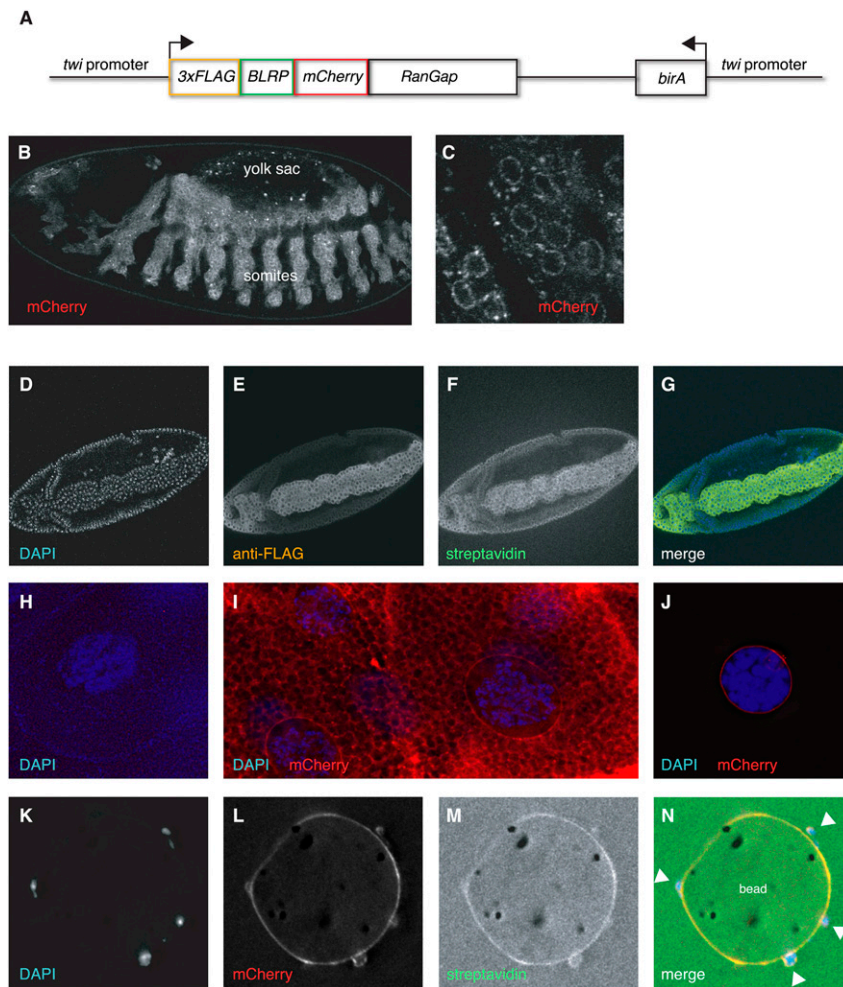 A
twi promoter 3xFLAG BLRP mCherry RanGap birA twi promoter
B yolk sac somites mCherry
C mCherry
D DAPI
E anti-FLAG
F streptavidin
G merge
H DAPI
I DAPI mCherry
J DAPI mCherry
K DAPI
L mCherry
M streptavidin
N bead merge